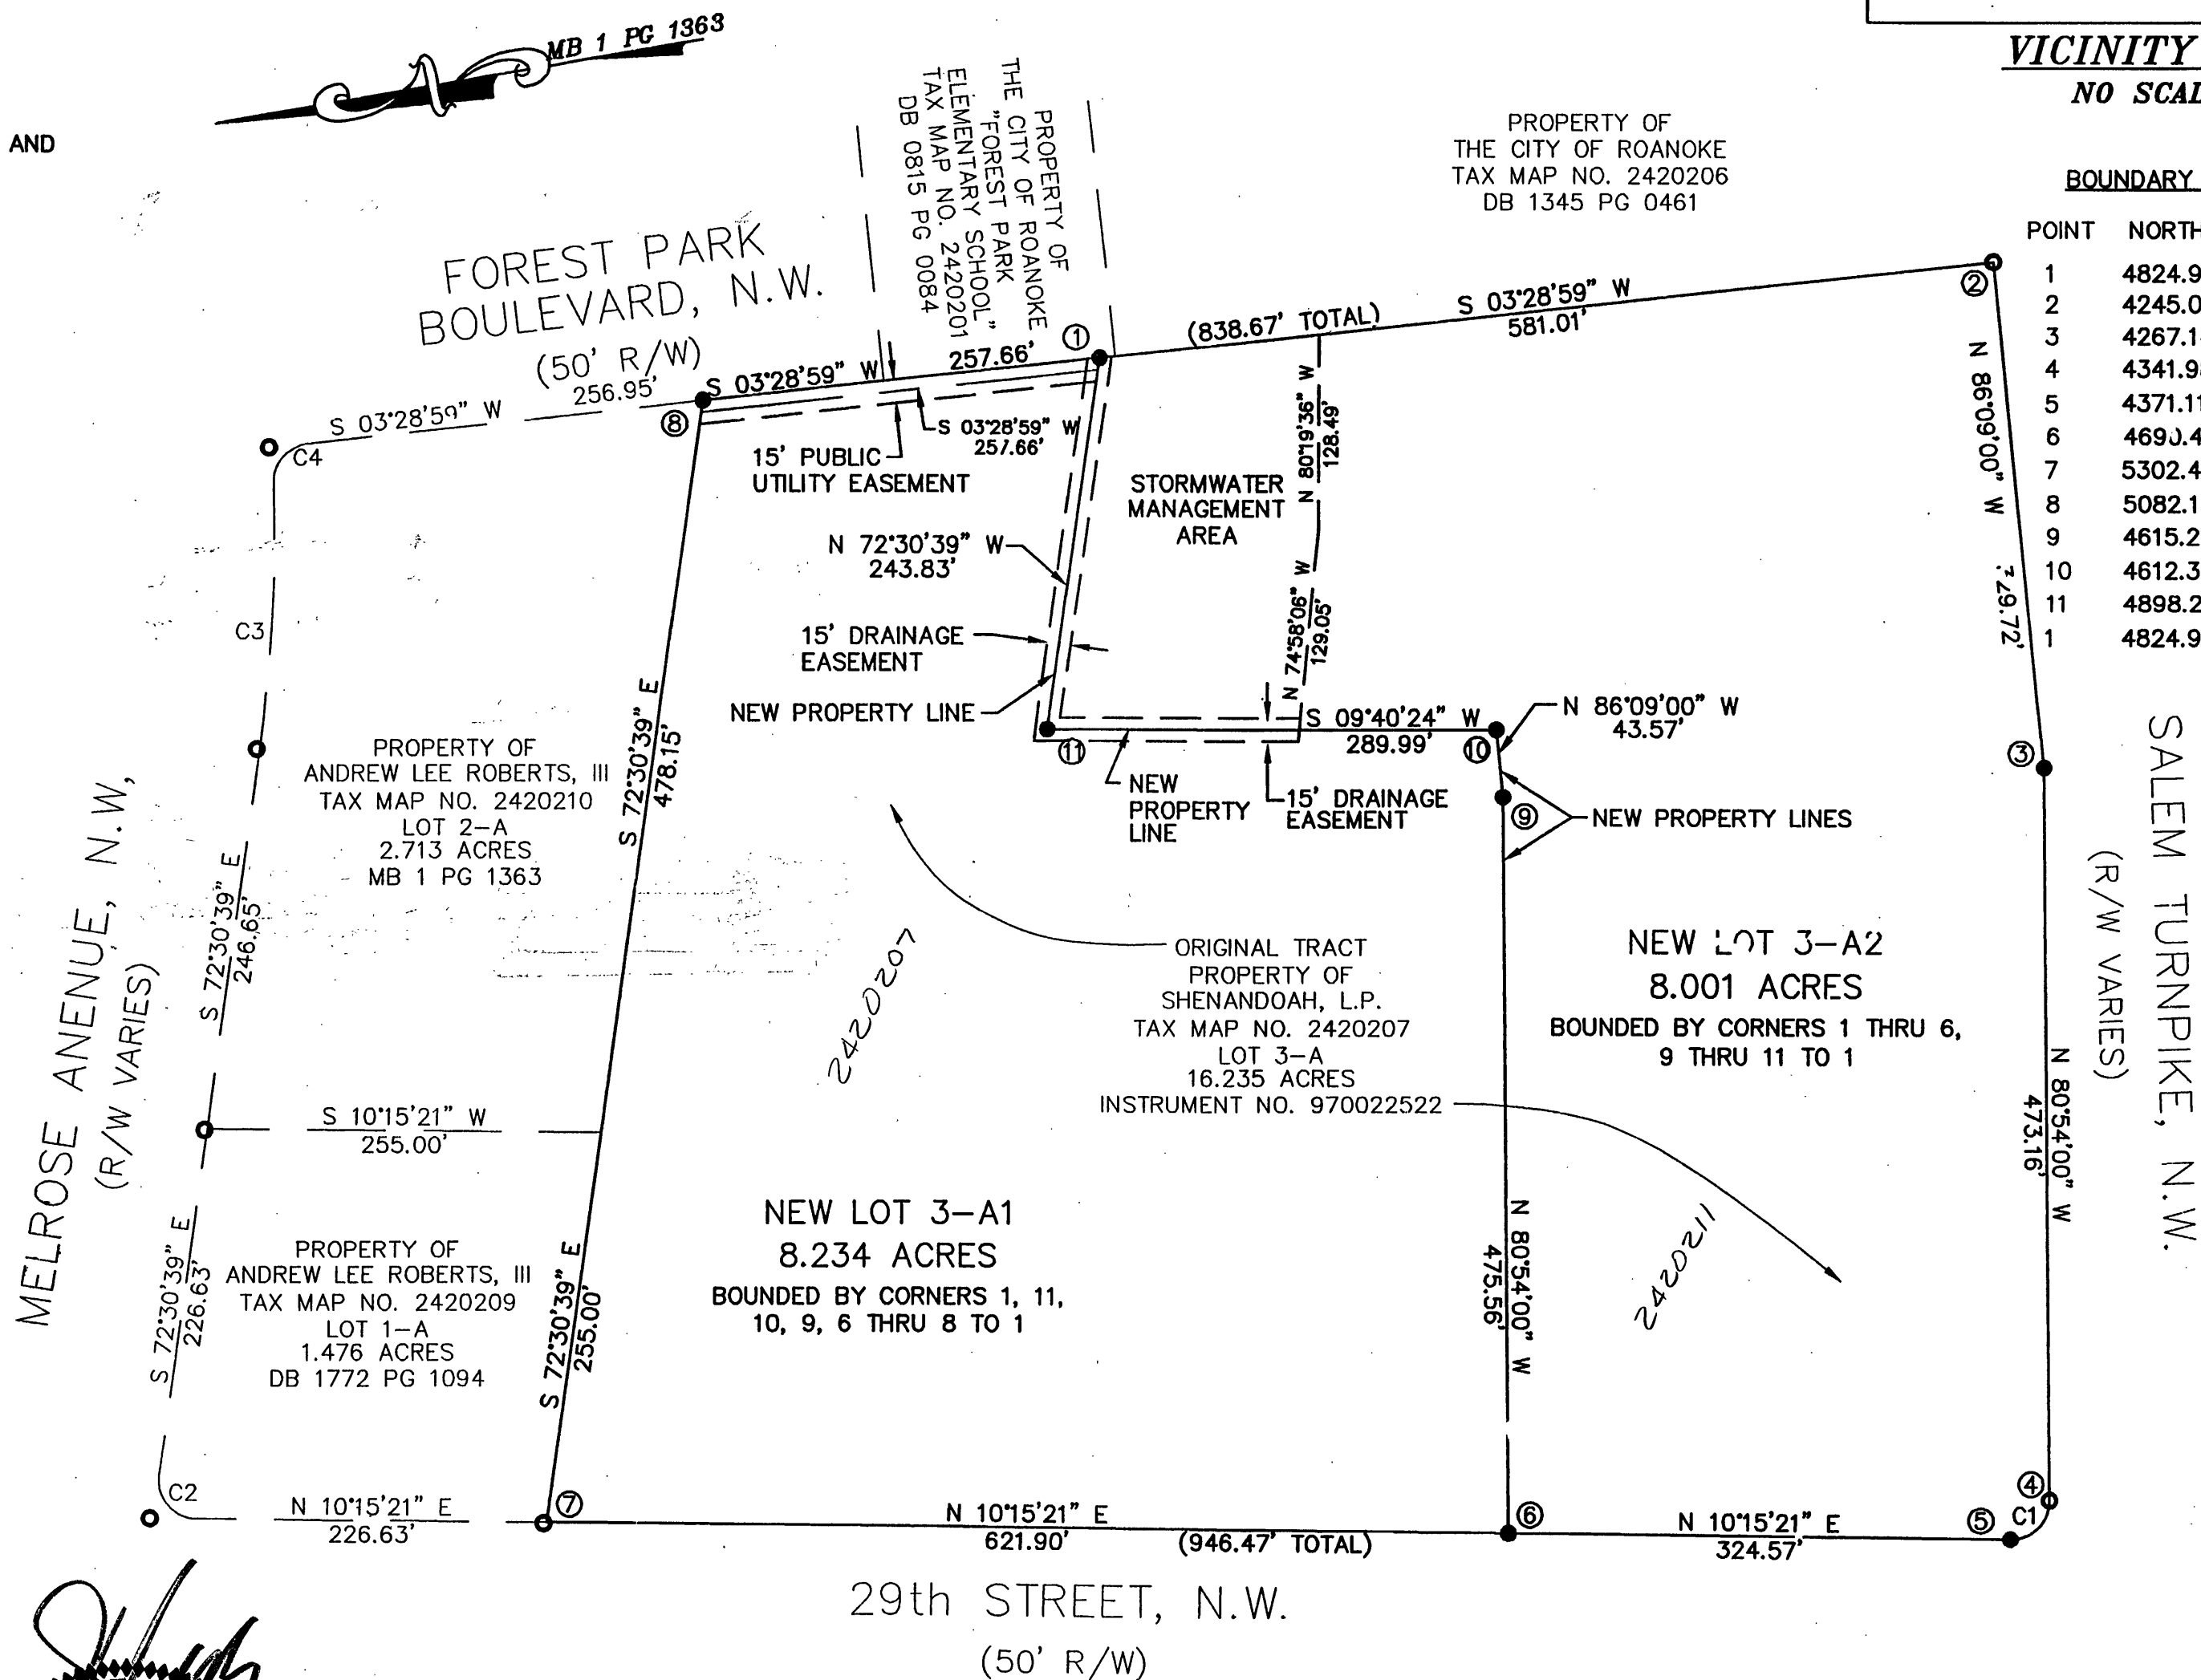 MB 1 PG 1363
AND
VICINITY
NO SCAL
BOUNDARY
POINT NORTH
1 4824.9
2 4245.0
3 4267.1
4 4341.9
5 4371.11
6 4690.4
7 5302.4
8 5082.1
9 4615.2
10 4612.3
11 4898.2
1 4824.9
PROPERTY OF
THE CITY OF ROANOKE
"FOREST PARK
ELEMENTARY SCHOOL"
TAX MAP NO. 2420201
DB 0815 PG 0084
PROPERTY OF
THE CITY OF ROANOKE
TAX MAP NO. 2420206
DB 1345 PG 0461
FOREST PARK
BOULEVARD, N.W.
(50' R/W)
256.95'
S 03°28'59" W
C4
C3
8
S 03°28'59" W
257.66'
1
(838.67' TOTAL)
S 03°28'59" W
581.01'
2
N 86°09'00" W
29.72'
3
S 03°28'59" W
257.66'
15' PUBLIC
UTILITY EASEMENT
STORMWATER
MANAGEMENT
AREA
N 80°19'36" W
128.49'
N 74°58'06" W
129.05'
N 72°30'39" W
243.83'
15' DRAINAGE
EASEMENT
NEW PROPERTY LINE
11
S 09°40'24" W
289.99'
10
N 86°09'00" W
43.57'
9
NEW PROPERTY LINES
NEW
PROPERTY
LINE
15' DRAINAGE
EASEMENT
S 72°30'39" E
478.15'
PROPERTY OF
ANDREW LEE ROBERTS, III
TAX MAP NO. 2420210
LOT 2-A
2.713 ACRES
MB 1 PG 1363
MELROSE ANENUE, N.W,
(R/W VARIES)
S 72°30'39" E
246.65'
SALEM TURNPIKE, N.W.
(R/W VARIES)
2420207
ORIGINAL TRACT
PROPERTY OF
SHENANDOAH, L.P.
TAX MAP NO. 2420207
LOT 3-A
16.235 ACRES
INSTRUMENT NO. 970022522
NEW LOT 3-A2
8.001 ACRES
BOUNDED BY CORNERS 1 THRU 6,
9 THRU 11 TO 1
N 80°54'00" W
473.16'
S 10°15'21" W
255.00'
NEW LOT 3-A1
8.234 ACRES
BOUNDED BY CORNERS 1, 11,
10, 9, 6 THRU 8 TO 1
N 80°54'00" W
475.56'
2420211
PROPERTY OF
ANDREW LEE ROBERTS, III
TAX MAP NO. 2420209
LOT 1-A
1.476 ACRES
DB 1772 PG 1094
S 72°30'39" E
226.63'
S 72°30'39" E
255.00'
C2
N 10°15'21" E
226.63'
7
N 10°15'21" E
621.90'
(946.47' TOTAL)
6
N 10°15'21" E
324.57'
5
C1
4
29th STREET, N.W.
(50' R/W)